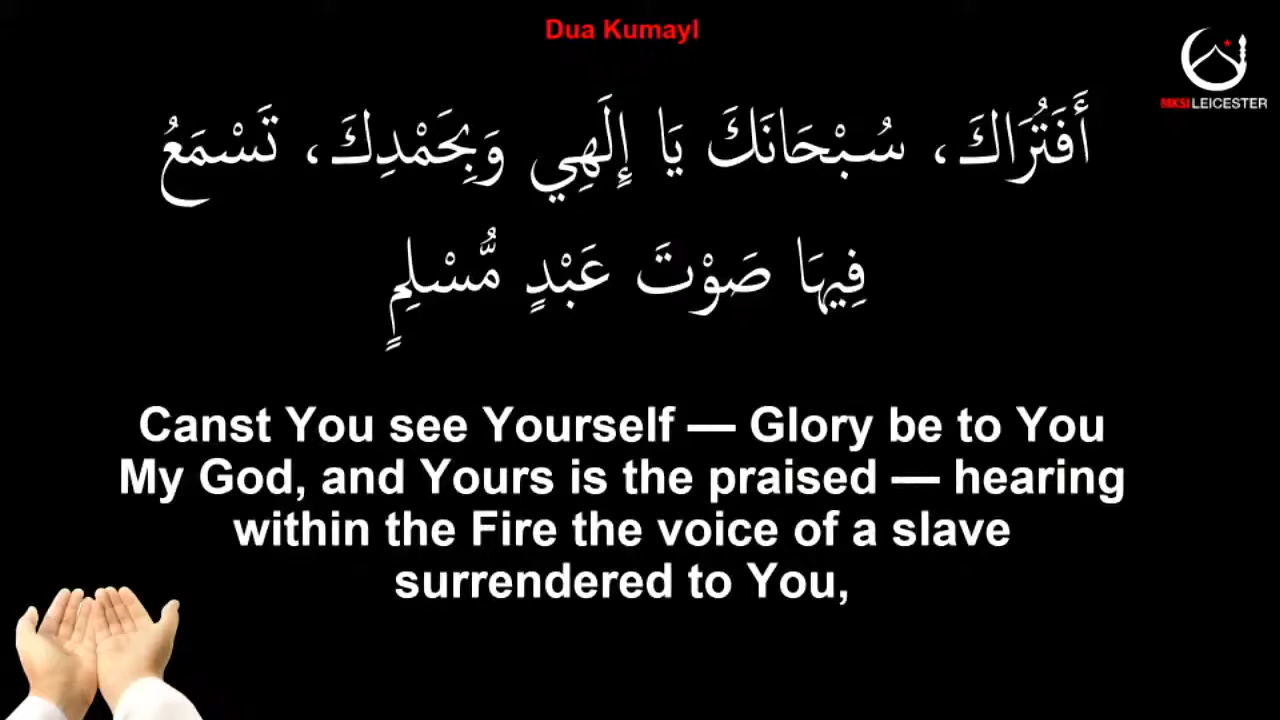 Dua Kumayl
MKSI LEICESTER
أَفَتُرَاكَ، سُبْحَانَكَ يَا إِلَهِي وَبِحَمْدِكَ، تَسْمَعُ
فِيهَا صَوْتَ عَبْدٍ مُّسْلِمٍ
Canst You see Yourself — Glory be to You
My God, and Yours is the praised — hearing
within the Fire the voice of a slave
surrendered to You,